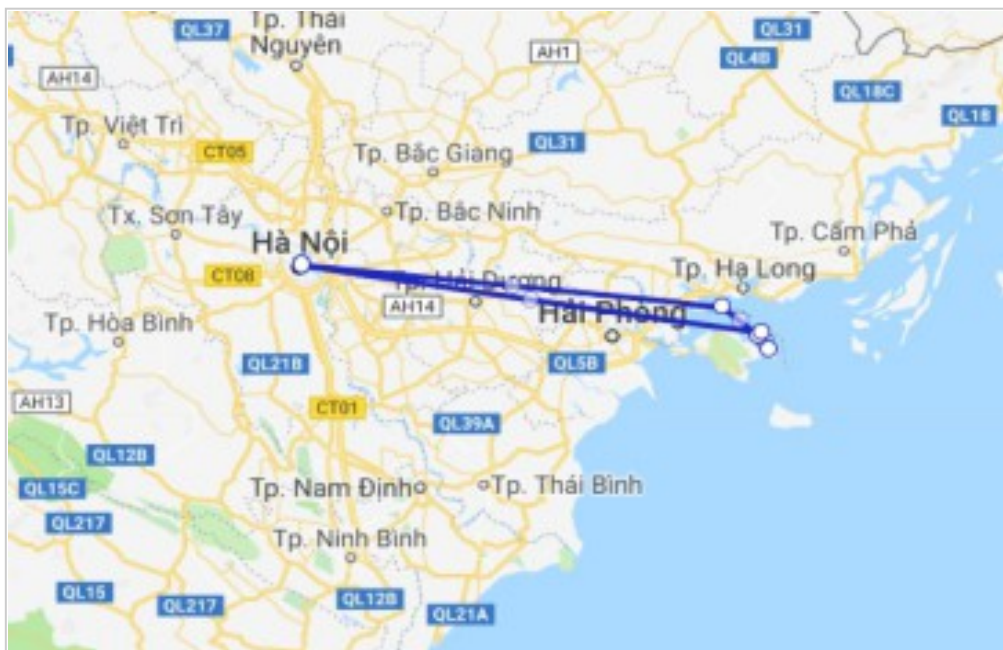 Tp. Thái
Nguyên
QL37
AH1
QL31
QL4B
AH14
QL18C
QL18
Tp. Việt Trì
CT05
QL31
Tp. Bắc Giang
Tx. Sơn Tây
Tp. Bắc Ninh
Hà Nội
Tp. Cẩm Phả
CT08
Tp. Hải Dương
Tp. Hạ Long
AH14
Hải Phòng
Tp. Hòa Bình
QL21B
QL5B
AH13
CT01
QL39A
QL12B
QL15C
Tp. Nam Định
Tp. Thái Bình
QL217
Tp. Ninh Bình
QL15
QL217
QL12B
QL21A